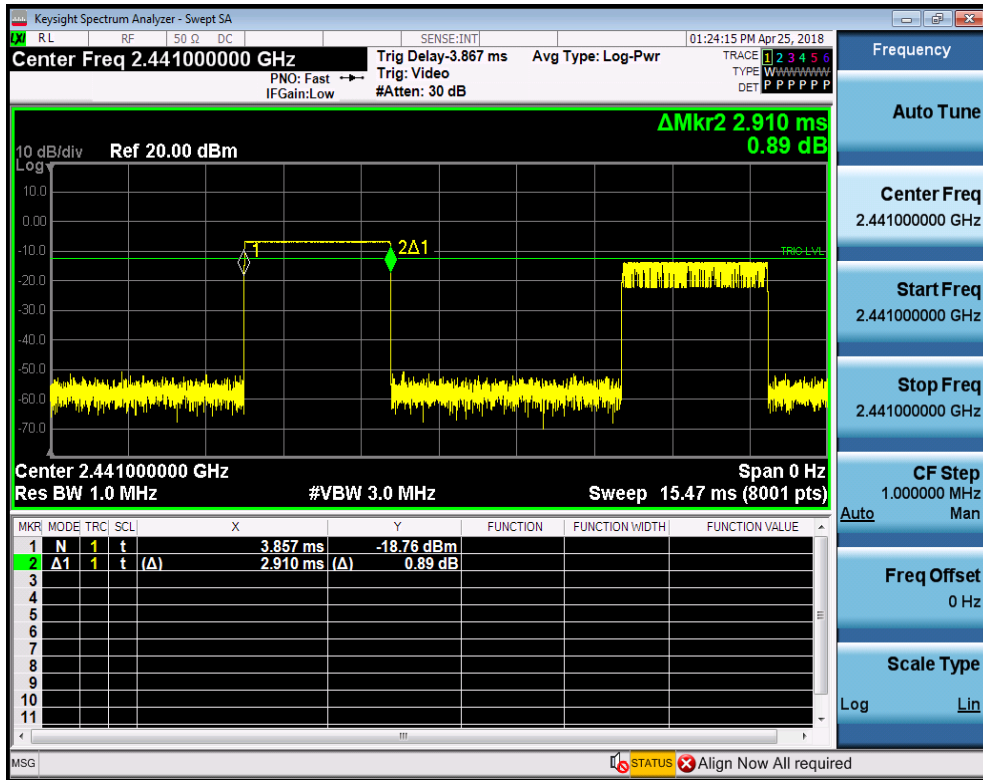 Keysight Spectrum Analyzer - Swept SA
LXI RL RF 50 Ω DC SENSE:INT 01:24:15 PM Apr 25, 2018
Center Freq 2.441000000 GHz Trig Delay-3.867 ms Avg Type: Log-Pwr TRACE 1 2 3 4 5 6
PNO: Fast Trig: Video TYPE WWWWWW
IFGain:Low #Atten: 30 dB DET P P P P P P
ΔMkr2 2.910 ms
0.89 dB
10 dB/div Ref 20.00 dBm
Log
10.0
0.00
-10.0
-20.0
-30.0
-40.0
-50.0
-60.0
-70.0
1
2Δ1
TRIG LVL
Center 2.441000000 GHz Span 0 Hz
Res BW 1.0 MHz #VBW 3.0 MHz Sweep 15.47 ms (8001 pts)
MKR MODE TRC SCL X Y FUNCTION FUNCTION WIDTH FUNCTION VALUE
1 N 1 t 3.857 ms -18.76 dBm
2 Δ1 1 t (Δ) 2.910 ms (Δ) 0.89 dB
3
4
5
6
7
8
9
10
11
MSG STATUS Align Now All required
Frequency
Auto Tune
Center Freq
2.441000000 GHz
Start Freq
2.441000000 GHz
Stop Freq
2.441000000 GHz
CF Step
1.000000 MHz
Auto Man
Freq Offset
0 Hz
Scale Type
Log Lin